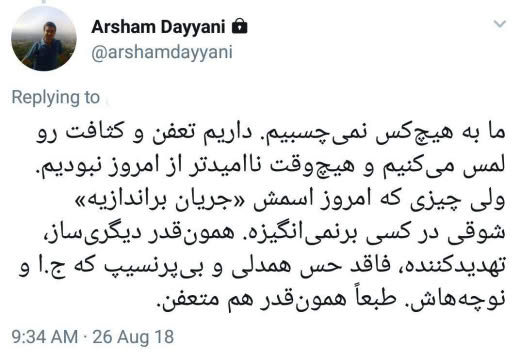 Arsham Dayyani
@arshamdayyani
Replying to
ما به هیچ‌کس نمی‌چسبیم. داریم تعفن و کثافت رو
لمس می‌کنیم و هیچ‌وقت ناامیدتر از امروز نبودیم.
ولی چیزی که امروز اسمش «جریان براندازیه»
شوقی در کسی برنمی‌انگیزه. همون‌قدر دیگری‌ساز،
تهدیدکننده، فاقد حس همدلی و بی‌پرنسیپ که ج.ا و
نوچه‌هاش. طبعاً همون‌قدر هم متعفن.
9:34 AM · 26 Aug 18